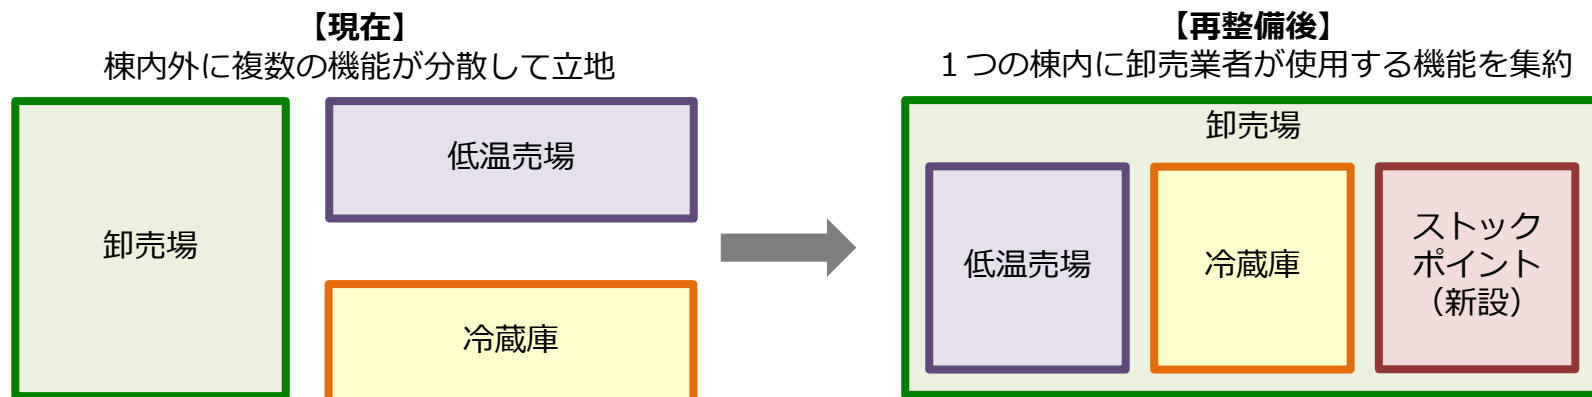 【現在】
棟内外に複数の機能が分散して立地
卸売場
低温売場
冷蔵庫
【再整備後】
１つの棟内に卸売業者が使用する機能を集約
卸売場
低温売場
冷蔵庫
ストック
ポイント
（新設）